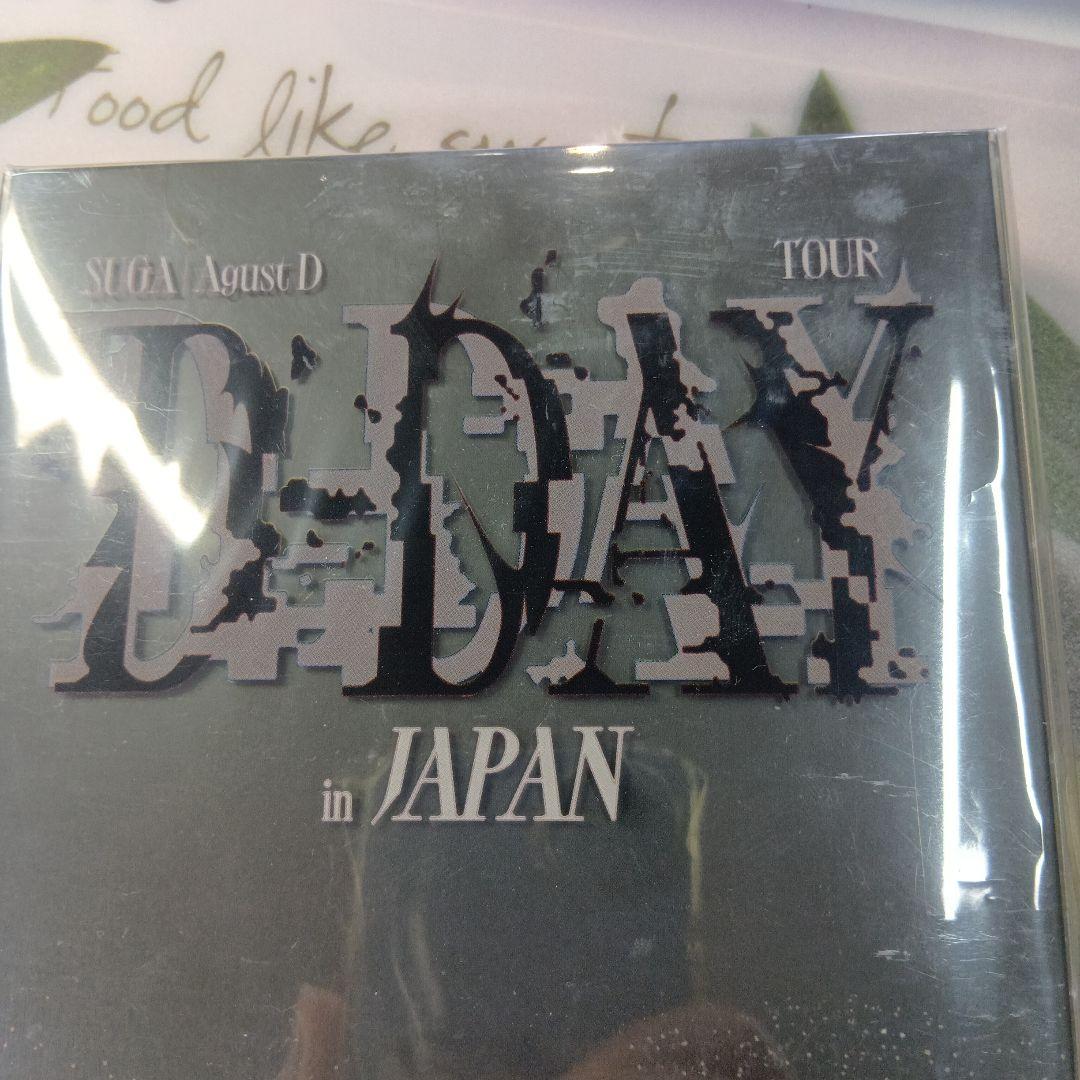 Food like
SUGA | Agust D
TOUR
D-DAY
in JAPAN